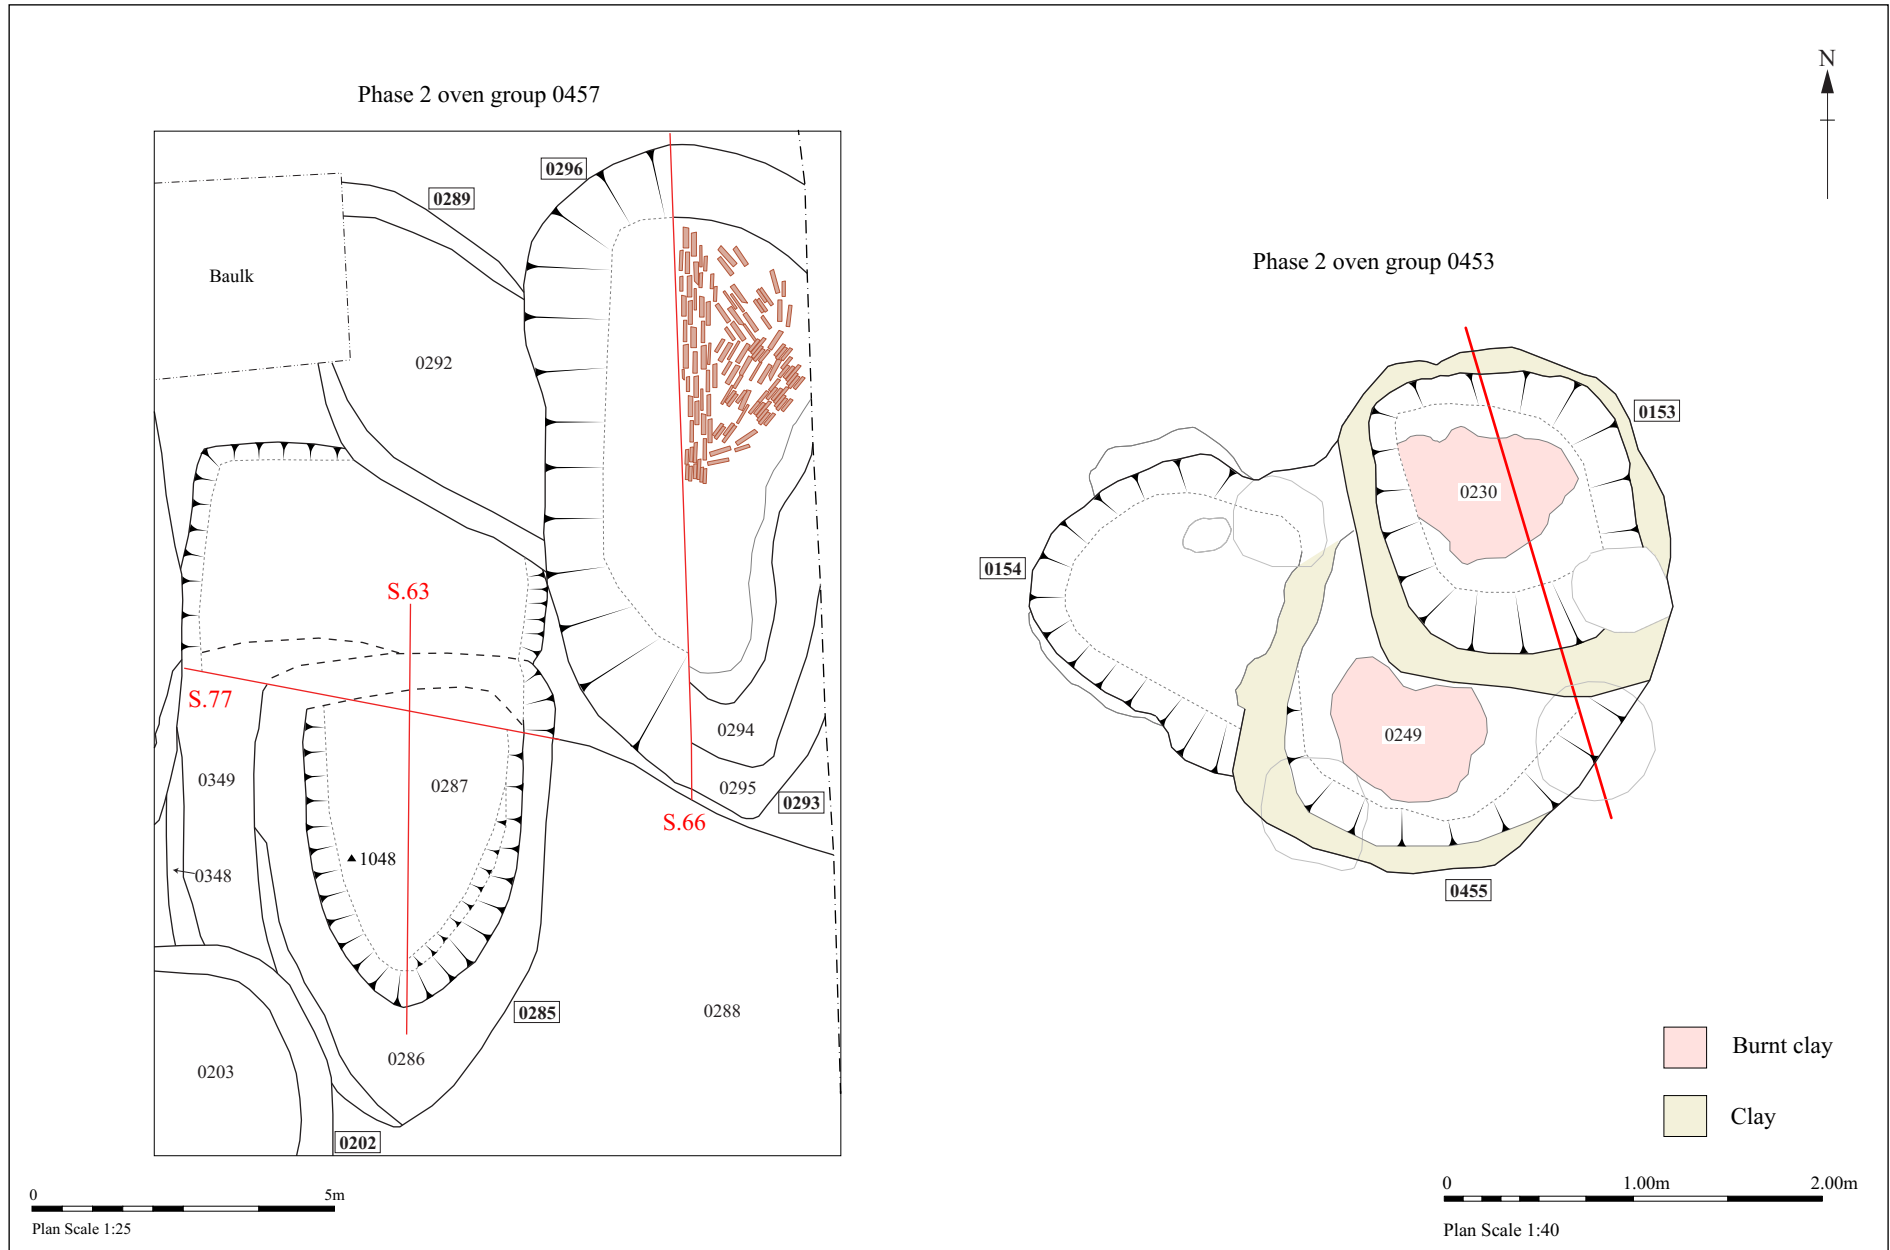 Phase 2 oven group 0457
0296
0289
Baulk
0292
S.63
S.77
0349
0287
0294
0295
0293
S.66
1048
0348
0285
0288
0286
0203
0202
0 5m
Plan Scale 1:25
N
Phase 2 oven group 0453
0153
0230
0154
0249
0455
Burnt clay
Clay
0 1.00m 2.00m
Plan Scale 1:40